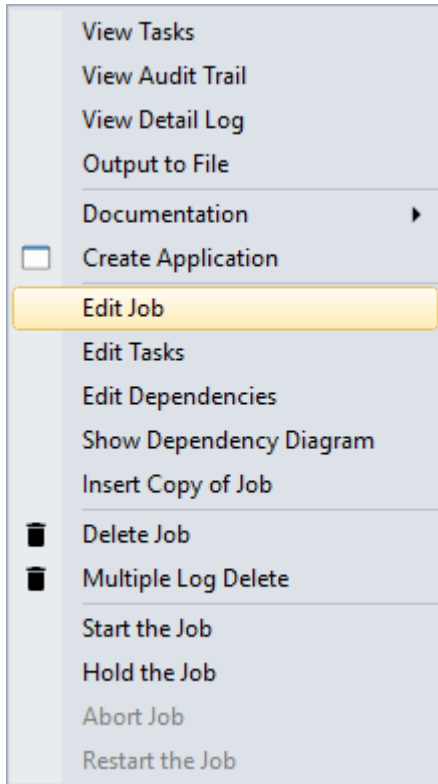 View Tasks
View Audit Trail
View Detail Log
Output to File
Documentation
Create Application
Edit Job
Edit Tasks
Edit Dependencies
Show Dependency Diagram
Insert Copy of Job
Delete Job
Multiple Log Delete
Start the Job
Hold the Job
Abort Job
Restart the Job